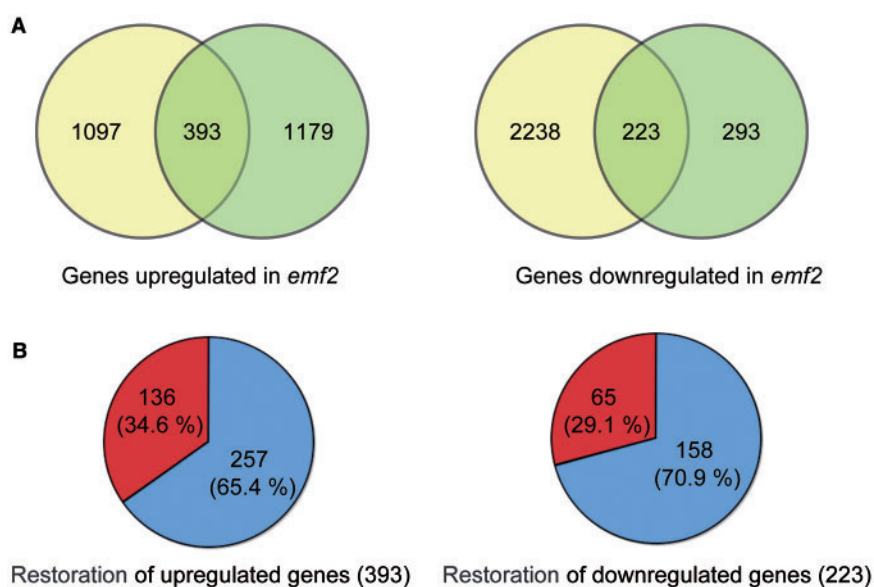 A
1097 393 1179 2238 223 293
Genes upregulated in emf2 Genes downregulated in emf2
B
136
(34.6 %)
257
(65.4 %)
65
(29.1 %)
158
(70.9 %)
Restoration of upregulated genes (393) Restoration of downregulated genes (223)